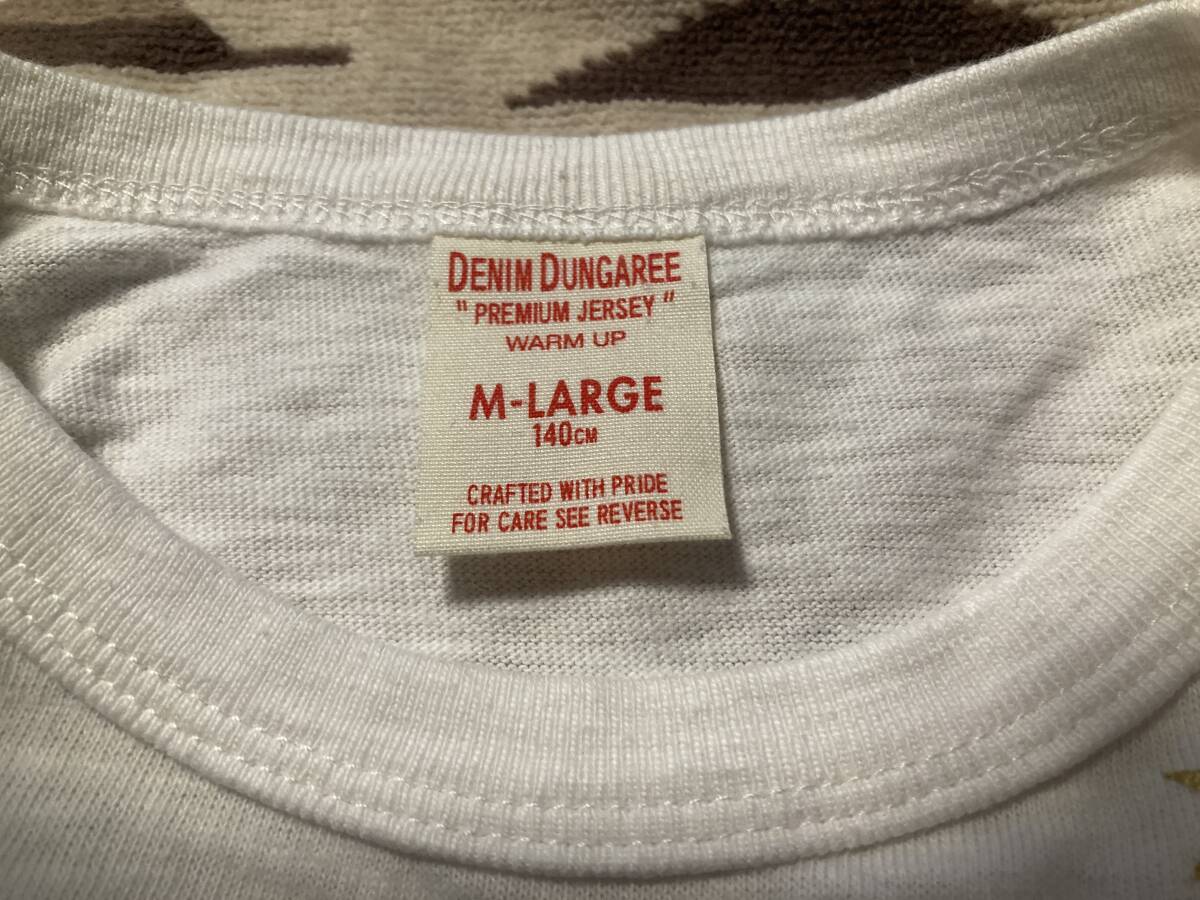 DENIM DUNGAREE
"PREMIUM JERSEY"
WARM UP
M-LARGE
140CM
CRAFTED WITH PRIDE
FOR CARE SEE REVERSE